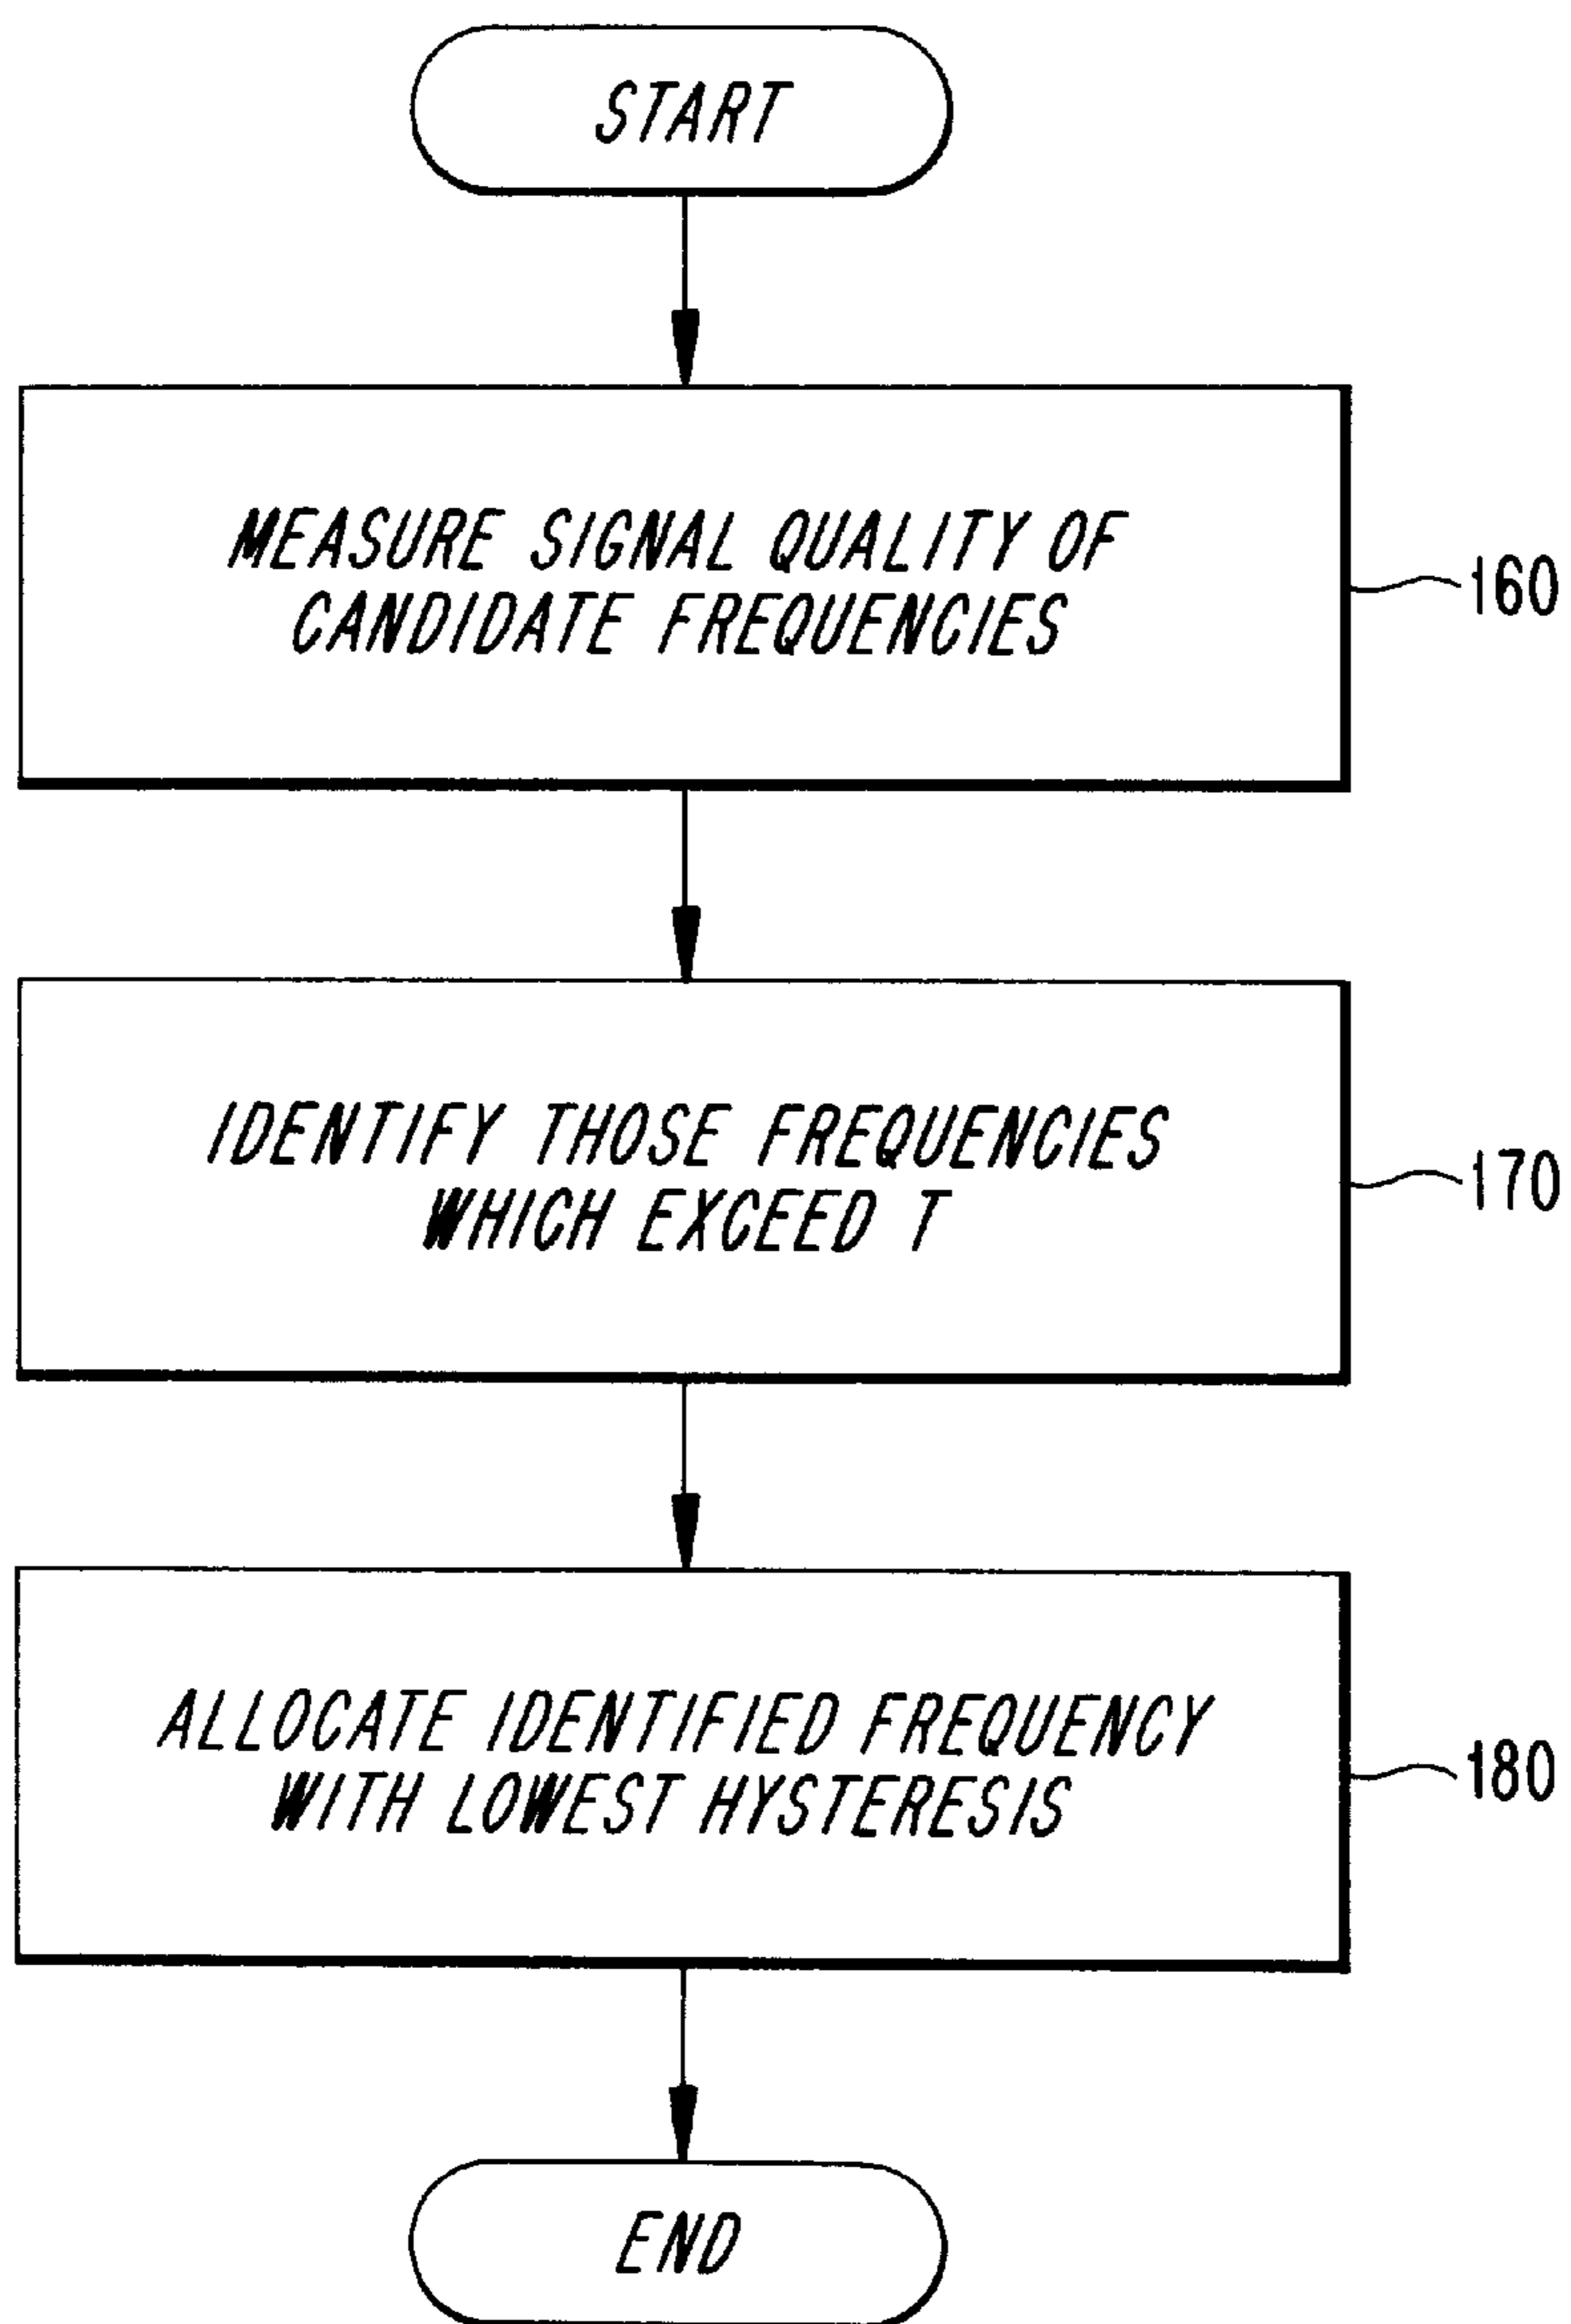 START
MEASURE SIGNAL QUALITY OF
CANDIDATE FREQUENCIES
160
IDENTIFY THOSE FREQUENCIES
WHICH EXCEED T
170
ALLOCATE IDENTIFIED FREQUENCY
WITH LOWEST HYSTERESIS
180
END